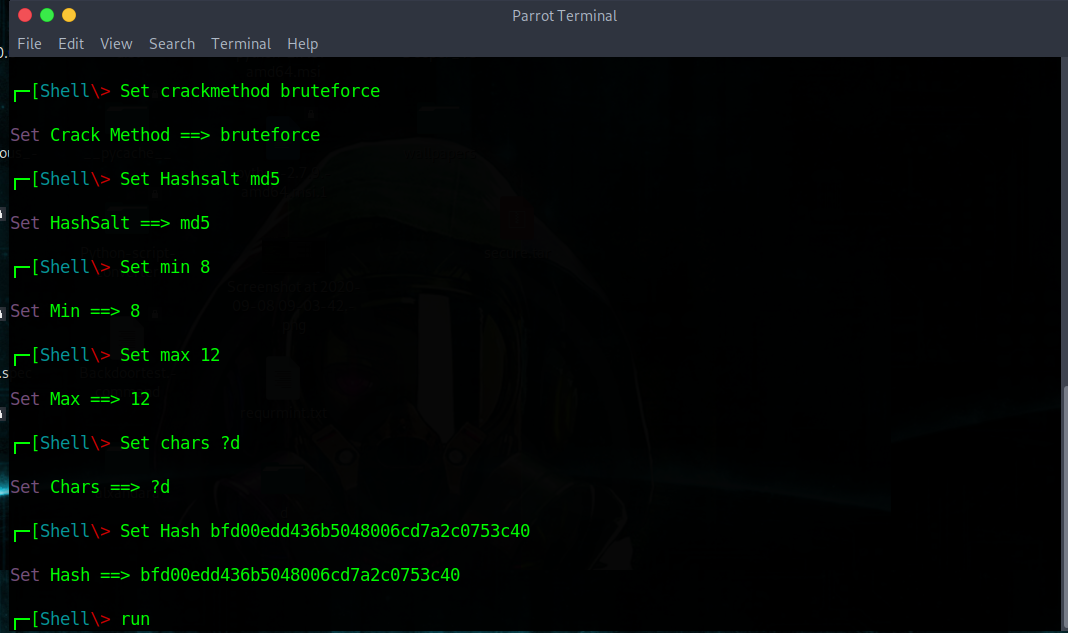 Parrot Terminal
File Edit View Search Terminal Help
┌─[Shell\> Set crackmethod bruteforce
Set Crack Method ==> bruteforce
┌─[Shell\> Set Hashsalt md5
Set HashSalt ==> md5
┌─[Shell\> Set min 8
Set Min ==> 8
┌─[Shell\> Set max 12
Set Max ==> 12
┌─[Shell\> Set chars ?d
Set Chars ==> ?d
┌─[Shell\> Set Hash bfd00edd436b5048006cd7a2c0753c40
Set Hash ==> bfd00edd436b5048006cd7a2c0753c40
┌─[Shell\> run